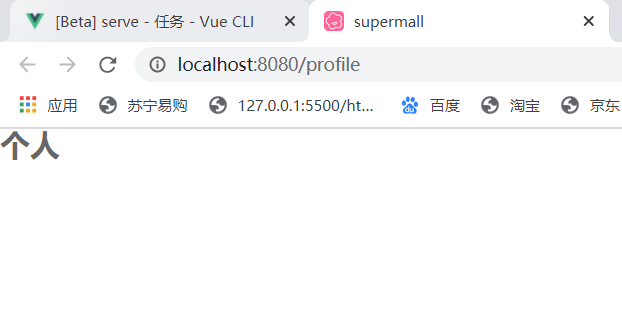 [Beta] serve - 任务 - Vue CLI supermall
localhost:8080/profile
应用 苏宁易购 127.0.0.1:5500/ht... 百度 淘宝 京东
个人